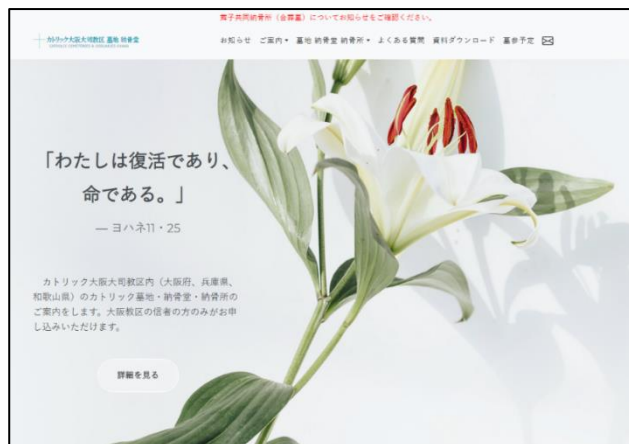 甲子共同納骨所（合葬墓）についてお知らせをご確認ください。
カトリック大阪大司教区 墓地 納骨堂
お知らせ ご案内 墓地 納骨堂 納骨所 よくある質問 資料ダウンロード 墓参予定
「わたしは復活であり、
命である。」
— ヨハネ11・25
カトリック大阪大司教区内（大阪府、兵庫県、
和歌山県）のカトリック墓地・納骨堂・納骨所の
ご案内をします。大阪教区の信者の方のみがお申
し込みいただけます。
詳細を見る